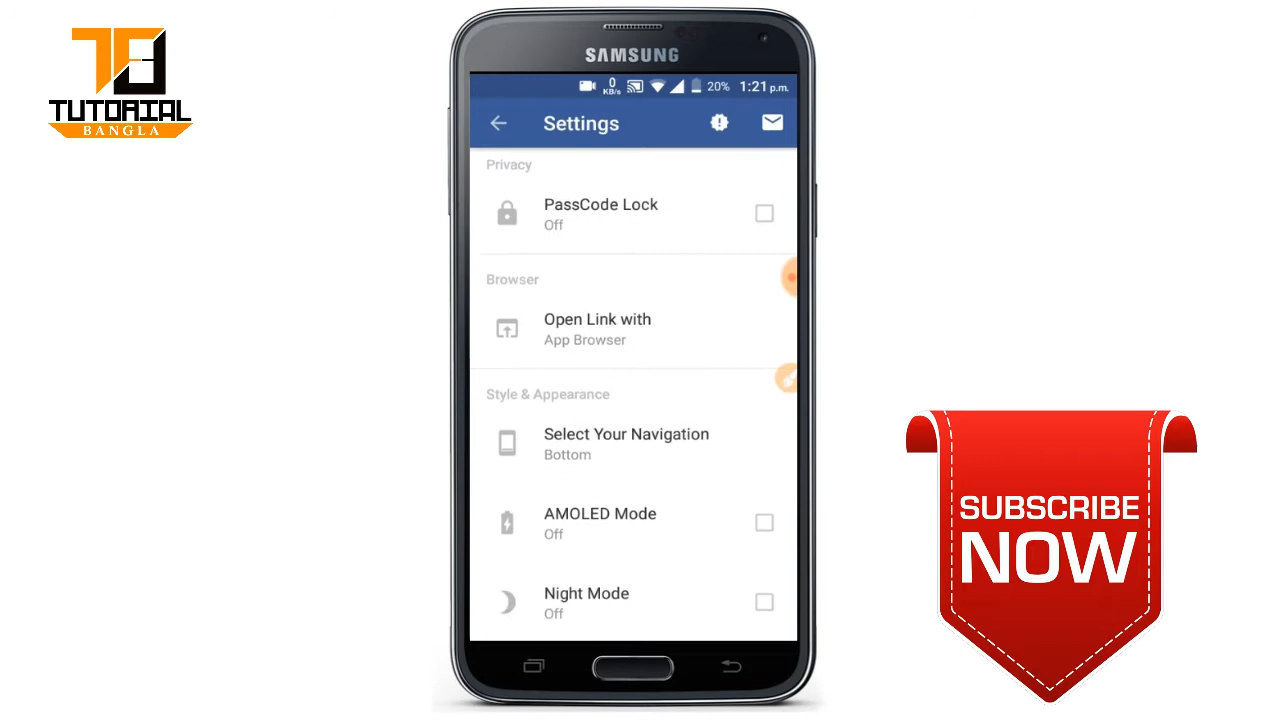 TUTORIAL
BANGLA
SAMSUNG
0
KB/s
20%
1:21 p.m.
Settings
Privacy
PassCode Lock
Off
Browser
Open Link with
App Browser
Style & Appearance
Select Your Navigation
Bottom
AMOLED Mode
Off
Night Mode
Off
SUBSCRIBE
NOW